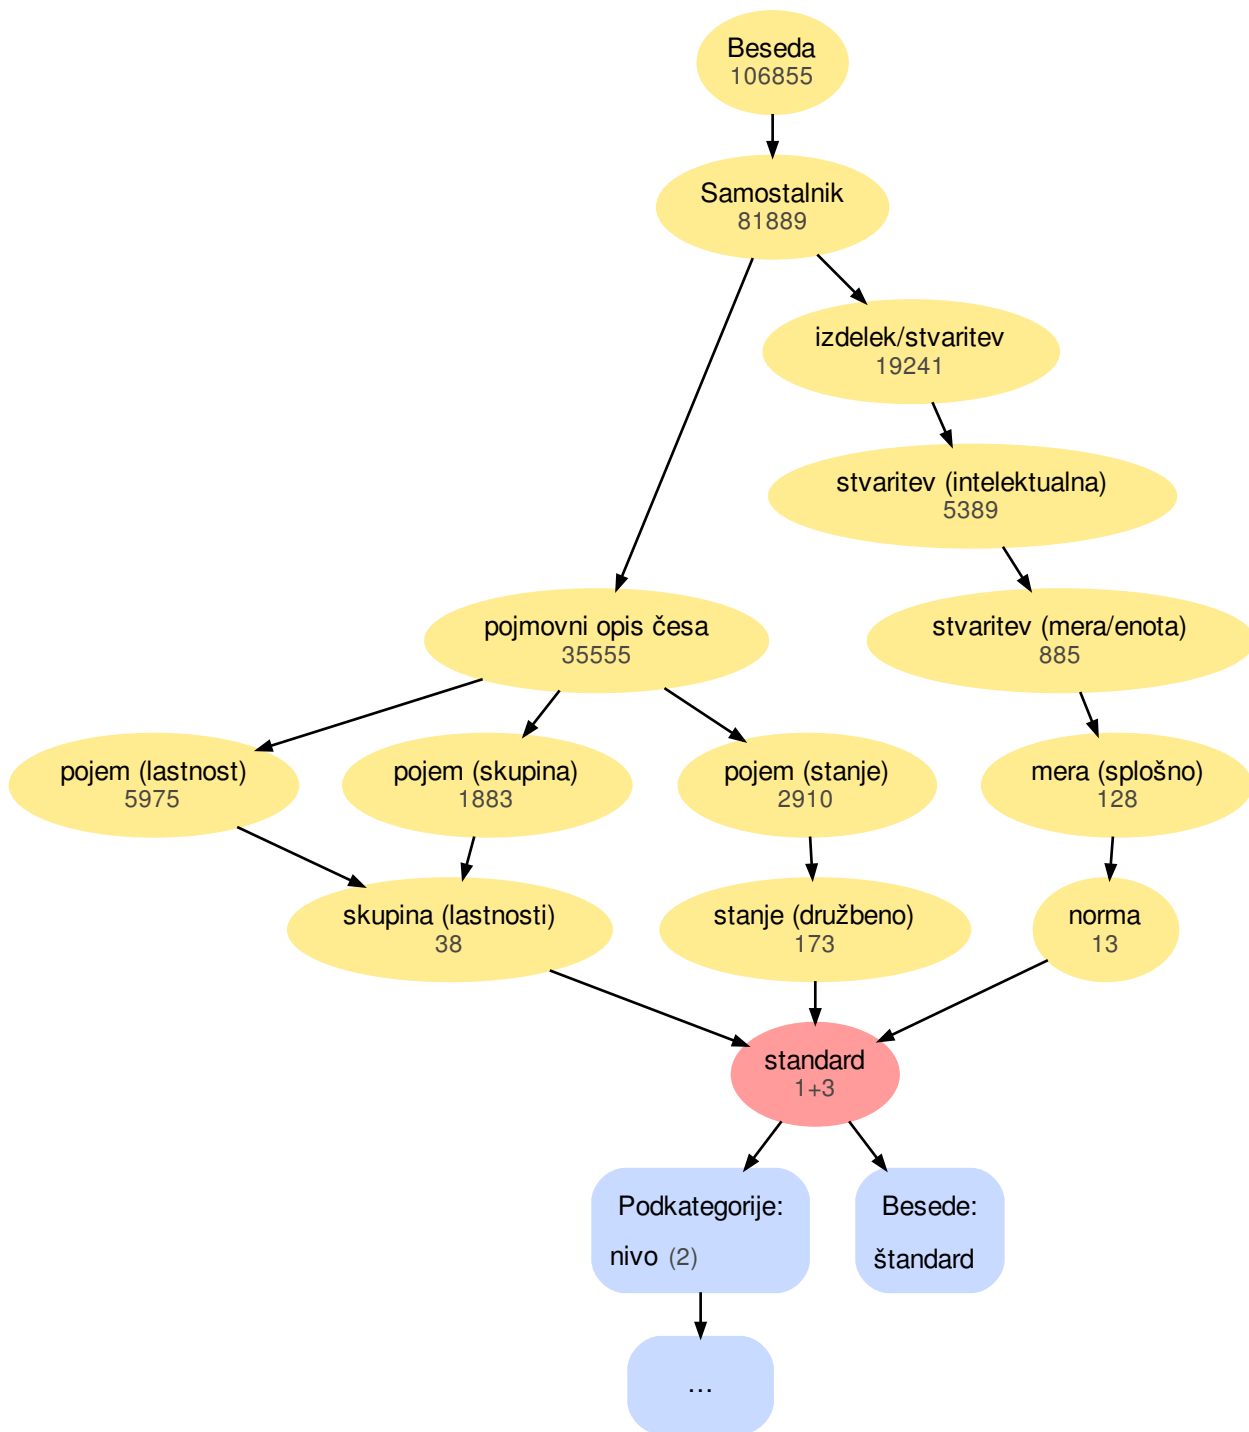 Beseda
106855
Samostalnik
81889
izdelek/stvaritev
19241
stvaritev (intelektualna)
5389
pojmovni opis česa
35555
stvaritev (mera/enota)
885
pojem (lastnost)
5975
pojem (skupina)
1883
pojem (stanje)
2910
mera (splošno)
128
skupina (lastnosti)
38
stanje (družbeno)
173
norma
13
standard
1+3
Podkategorije:
nivo (2)
Besede:
štandard
...